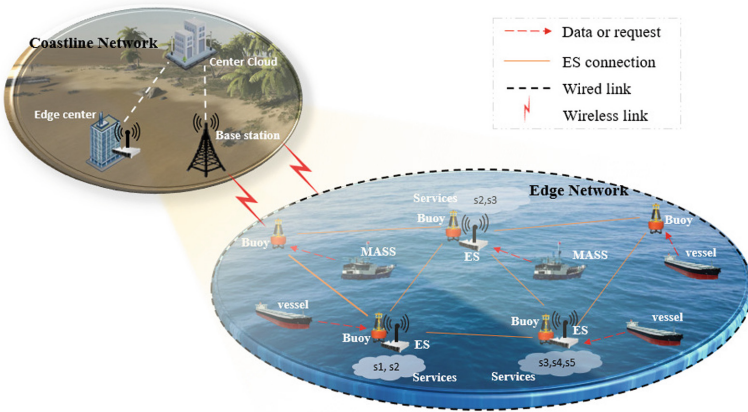 Coastline Network
Center Cloud
Edge center
Base station
Data or request
ES connection
Wired link
Wireless link
Edge Network
Services
s2,s3
Buoy
Buoy
Buoy
ES
MASS
MASS
vessel
vessel
vessel
Buoy
ES
Buoy
ES
s1, s2
Services
Services
s3,s4,s5